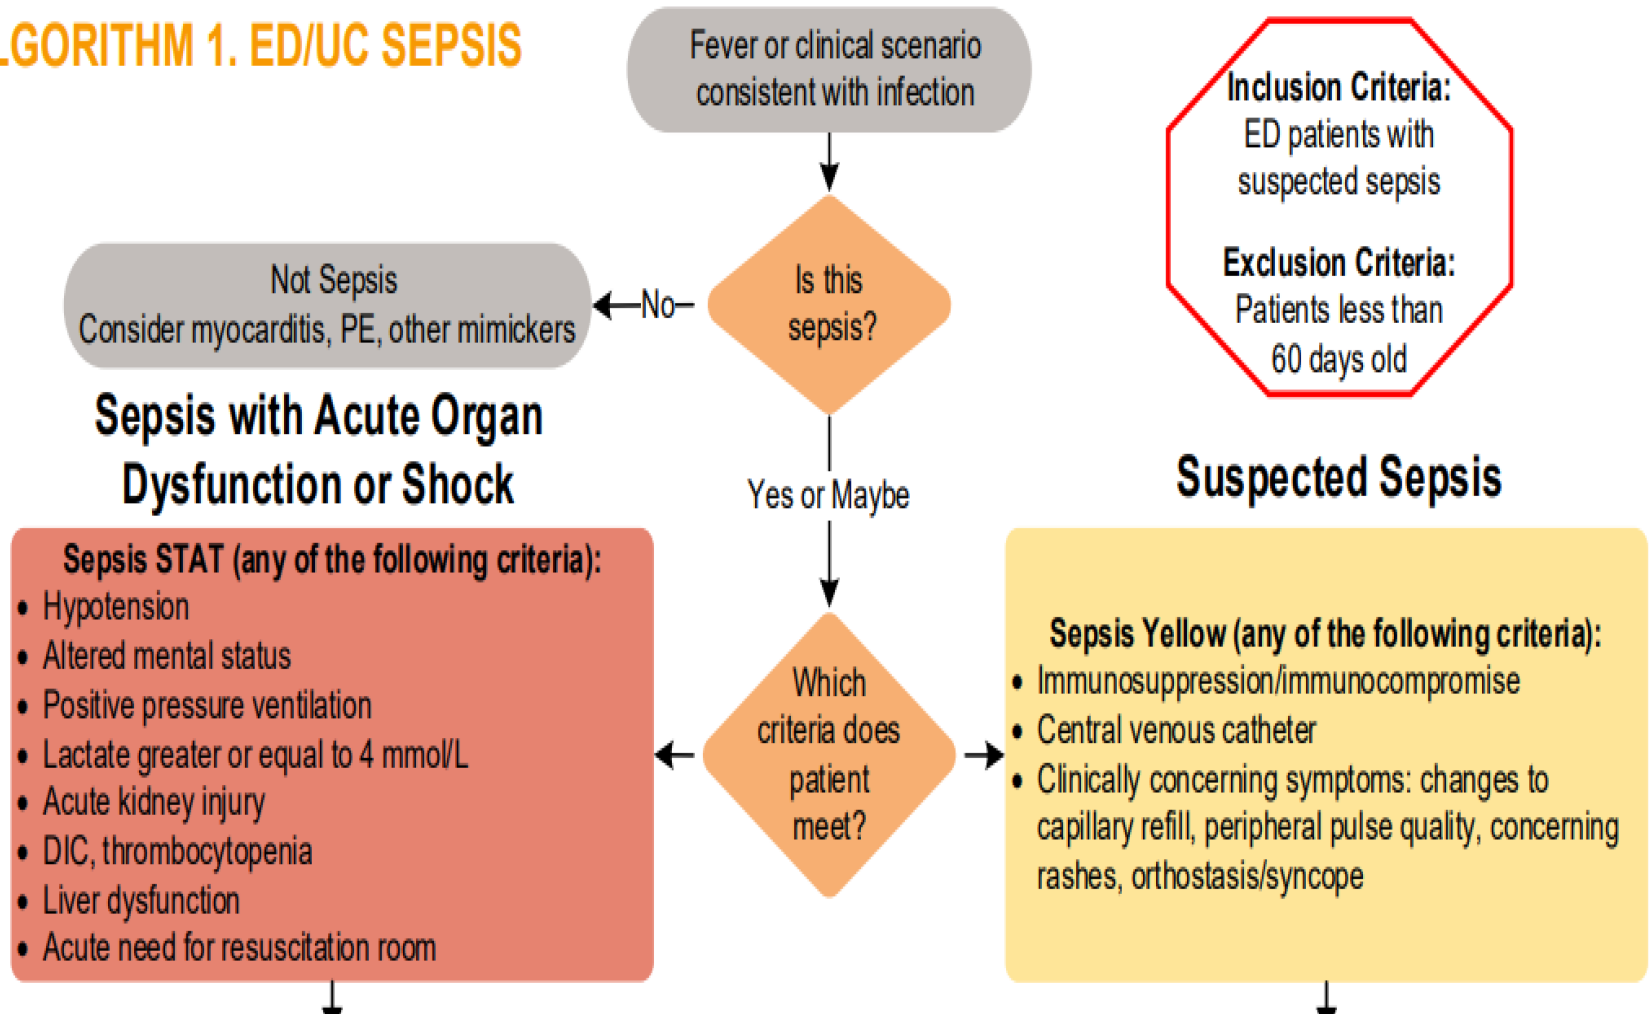 LGORITHM 1. ED/UC SEPSIS
Fever or clinical scenario
consistent with infection
Inclusion Criteria:
ED patients with
suspected sepsis
Exclusion Criteria:
Patients less than
60 days old
Is this
sepsis?
No
Not Sepsis
Consider myocarditis, PE, other mimickers
Yes or Maybe
Sepsis with Acute Organ
Dysfunction or Shock
Sepsis STAT (any of the following criteria):
• Hypotension
• Altered mental status
• Positive pressure ventilation
• Lactate greater or equal to 4 mmol/L
• Acute kidney injury
• DIC, thrombocytopenia
• Liver dysfunction
• Acute need for resuscitation room
Which
criteria does
patient
meet?
Suspected Sepsis
Sepsis Yellow (any of the following criteria):
• Immunosuppression/immunocompromise
• Central venous catheter
• Clinically concerning symptoms: changes to
capillary refill, peripheral pulse quality, concerning
rashes, orthostasis/syncope